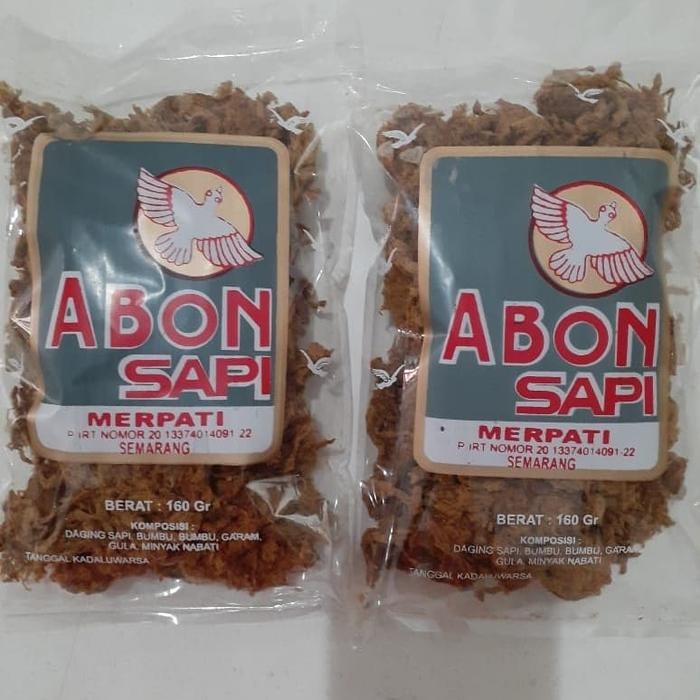 ABON
SAPI
MERPATI
P.IRT NOMOR 20 13374014091-22
SEMARANG
BERAT : 160 Gr
KOMPOSISI :
DAGING SAPI, BUMBU, BUMBU, GARAM,
GULA, MINYAK NABATI
TANGGAL KADALUWARSA
ABON
SAPI
MERPATI
P.IRT NOMOR 20 13374014091-22
SEMARANG
BERAT : 160 Gr
KOMPOSISI :
DAGING SAPI, BUMBU, BUMBU, GARAM,
GULA, MINYAK NABATI
TANGGAL KADALUWARSA